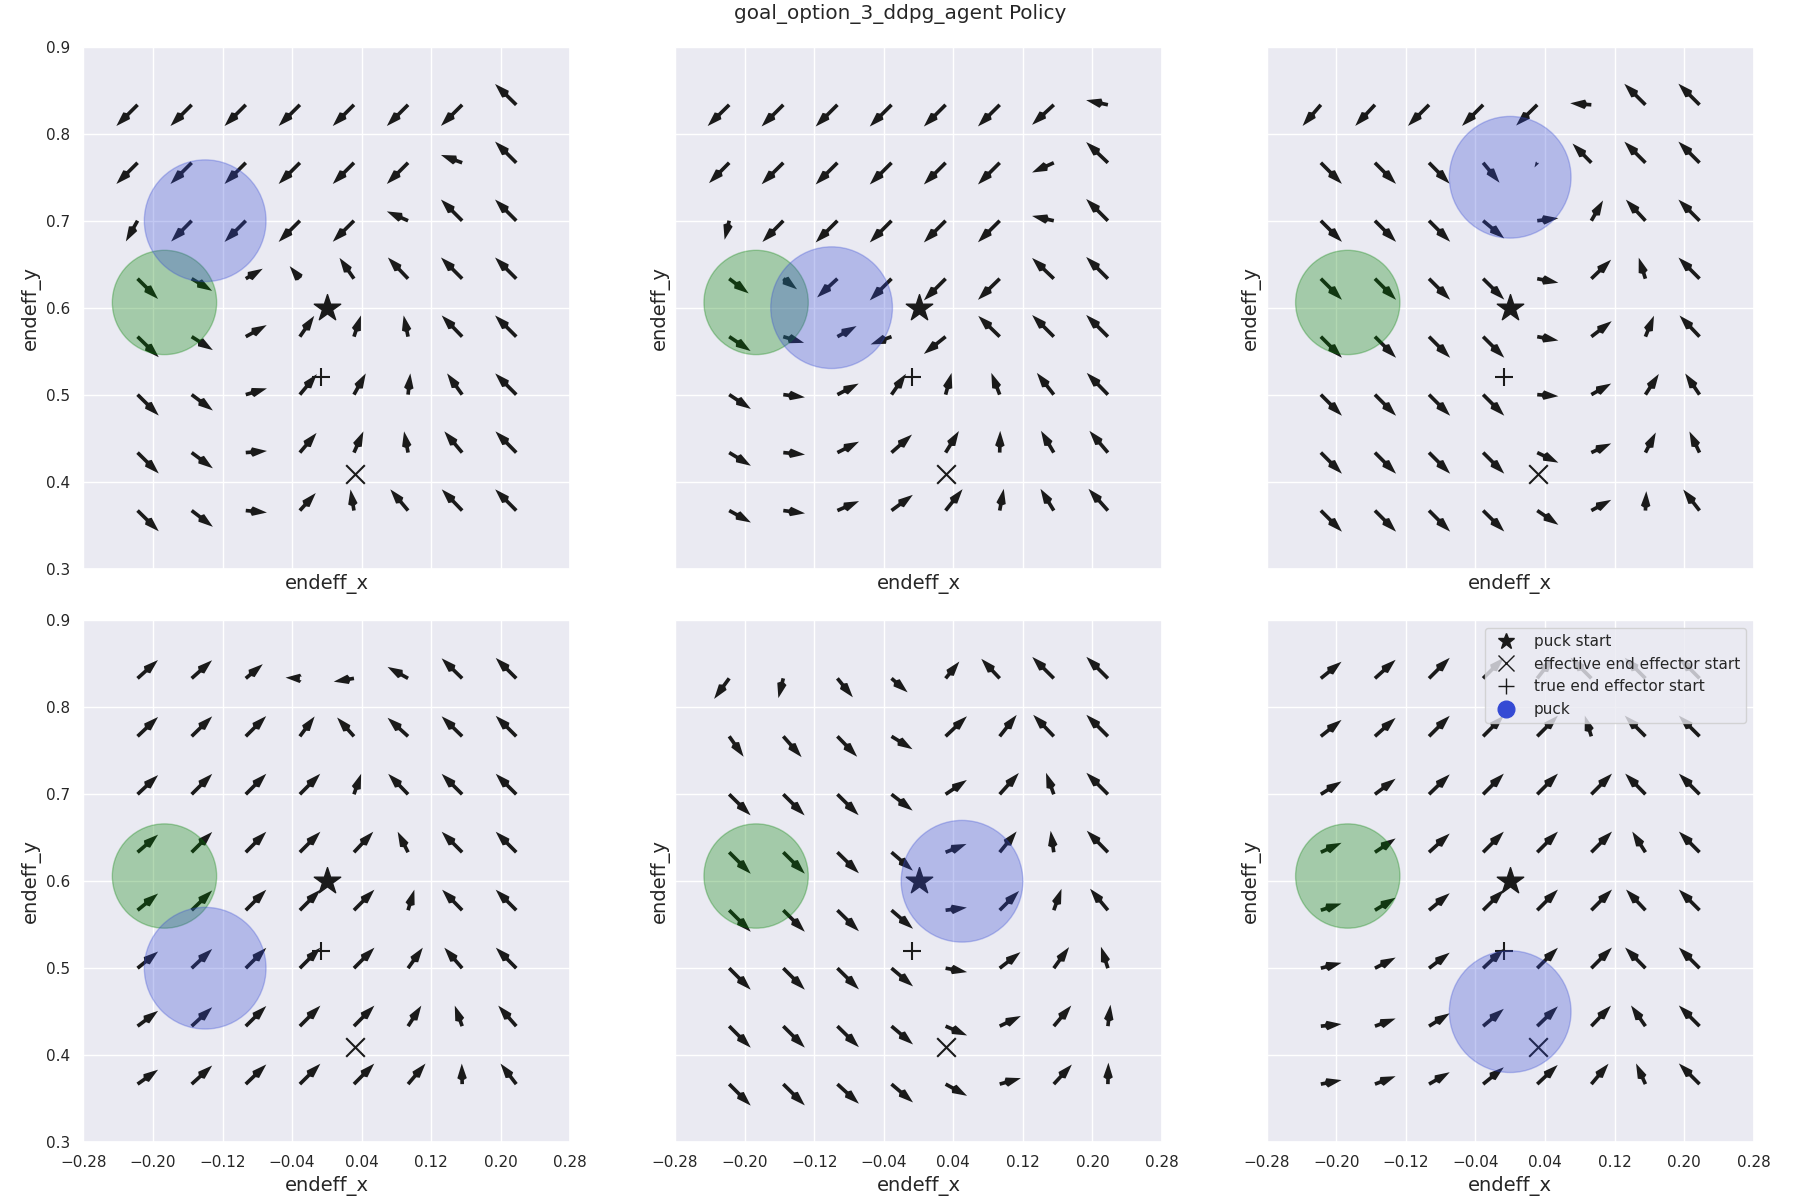 goal_option_3_ddpg_agent Policy
0.9
0.8
0.7
0.6
0.5
0.4
0.3
endeff_y
endeff_x
endeff_y
endeff_x
endeff_y
endeff_x
0.9
0.8
0.7
0.6
0.5
0.4
0.3
endeff_y
−0.28 −0.20 −0.12 −0.04 0.04 0.12 0.20 0.28
endeff_x
endeff_y
−0.28 −0.20 −0.12 −0.04 0.04 0.12 0.20 0.28
endeff_x
puck start
effective end effector start
true end effector start
puck
endeff_y
−0.28 −0.20 −0.12 −0.04 0.04 0.12 0.20 0.28
endeff_x